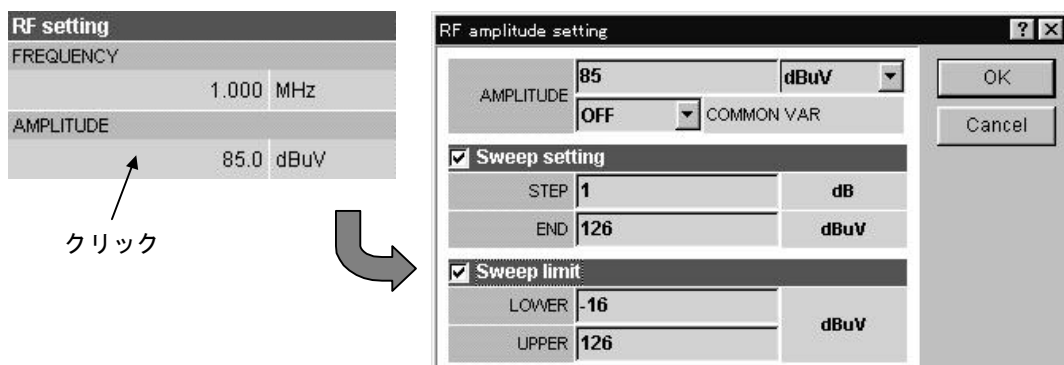 RF setting
FREQUENCY
1.000 MHz
AMPLITUDE
85.0 dBuV
クリック
RF amplitude setting
AMPLITUDE 85 dBuV
OFF COMMON VAR
OK
Cancel
Sweep setting
STEP 1 dB
END 126 dBuV
Sweep limit
LOWER -16
dBuV
UPPER 126